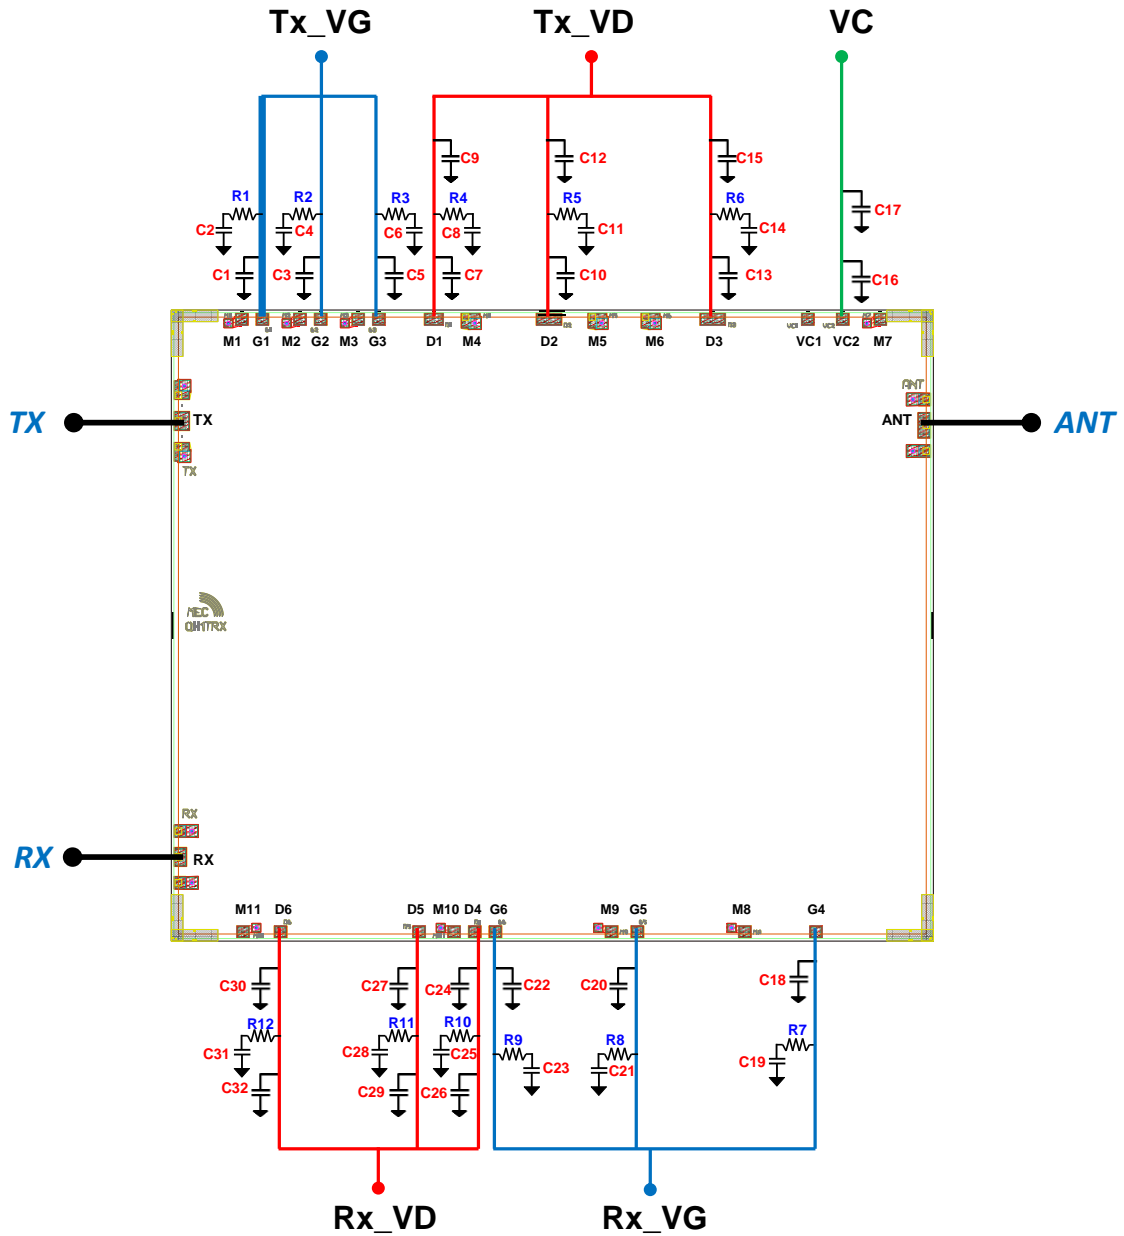 Tx_VG Tx_VD VC
C9 C12 C15
R1 R2 R3 R4 R5 R6
C2 C4 C6 C8 C11 C14 C17
C1 C3 C5 C7 C10 C13 C16
M1 G1 M2 G2 M3 G3 D1 M4 D2 M5 M6 D3 VC1 VC2 M7
ANT
TX TX ANT ANT
TX
MEC
RX
RX RX
M11 D6 D5 M10 D4 G6 M9 G5 M8 G4
C30 C27 C24 C22 C20 C18
R12 R11 R10 R9 R8 R7
C31 C28 C25 C23 C21 C19
C32 C29 C26
Rx_VD Rx_VG